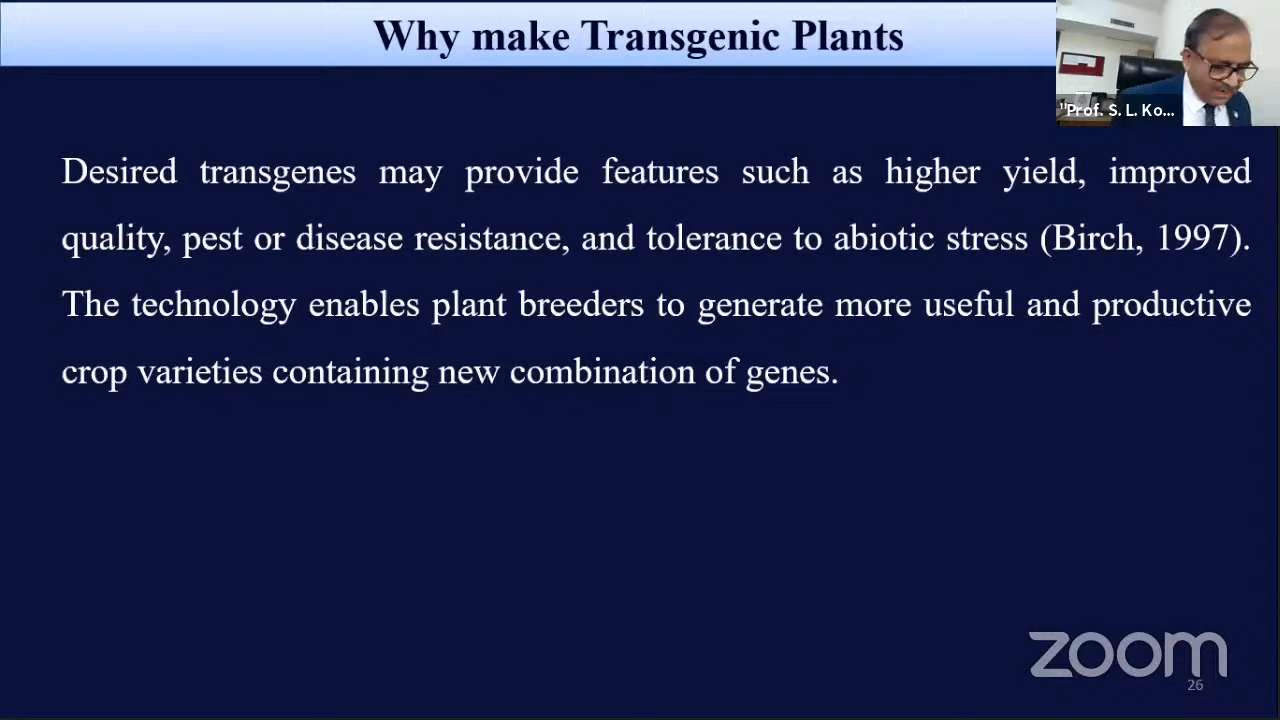 Why make Transgenic Plants
"Prof. S. L. Ko...
Desired transgenes may provide features such as higher yield, improved
quality, pest or disease resistance, and tolerance to abiotic stress (Birch, 1997).
The technology enables plant breeders to generate more useful and productive
crop varieties containing new combination of genes.
zoom
26